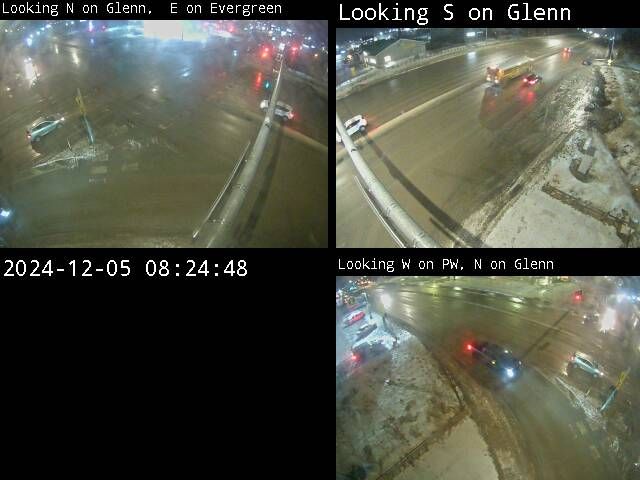 Looking N on Glenn, E on Evergreen
Looking S on Glenn
2024-12-05 08:24:48
Looking W on PW, N on Glenn